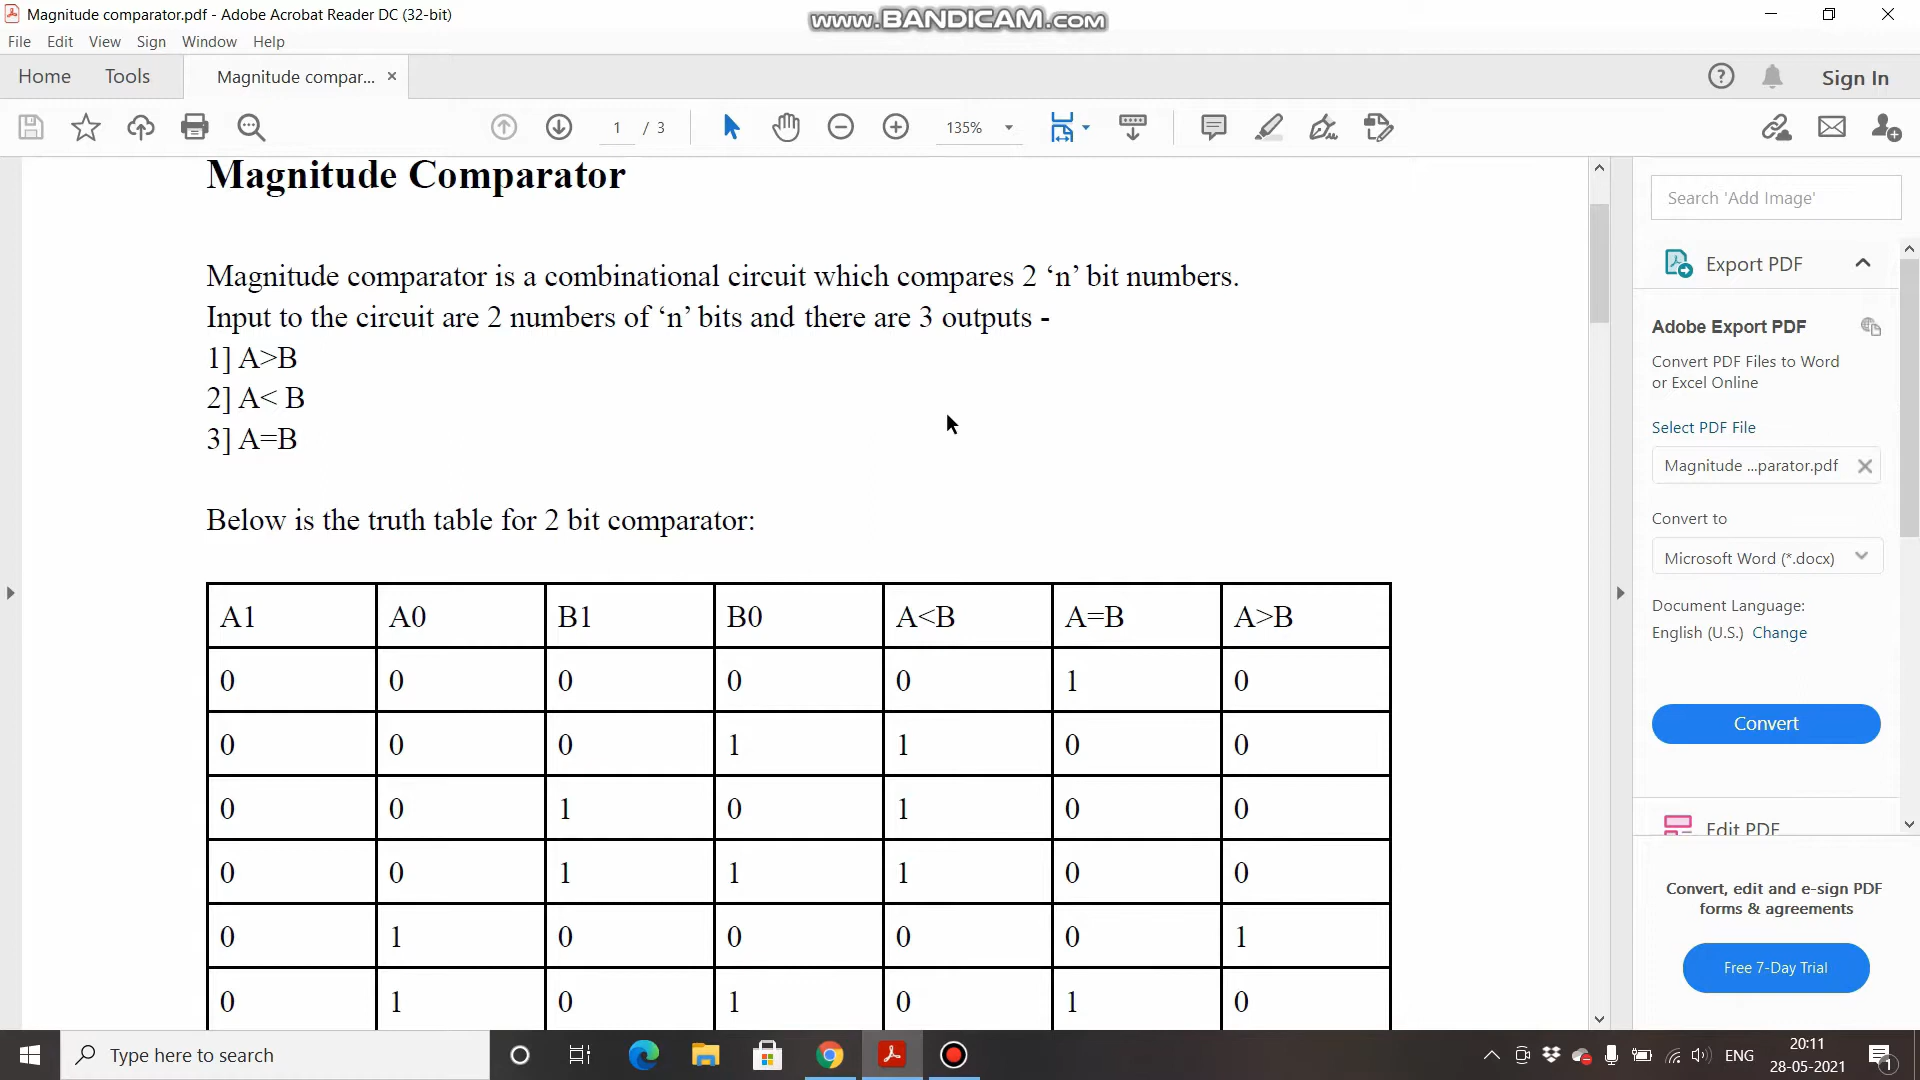 Magnitude comparator.pdf - Adobe Acrobat Reader DC (32-bit)
www.BANDICAM.com
File Edit View Sign Window Help
Home Tools Magnitude compar... × Sign In
1 / 3 135%
Search 'Add Image'
Magnitude Comparator
Magnitude comparator is a combinational circuit which compares 2 ‘n’ bit numbers.
Input to the circuit are 2 numbers of ‘n’ bits and there are 3 outputs -
1] A>B
2] A< B
3] A=B
Below is the truth table for 2 bit comparator:
A1 A0 B1 B0 A<B A=B A>B
0 0 0 0 0 1 0
0 0 0 1 1 0 0
0 0 1 0 1 0 0
0 0 1 1 1 0 0
0 1 0 0 0 0 1
0 1 0 1 0 1 0
Export PDF
Adobe Export PDF
Convert PDF Files to Word
or Excel Online
Select PDF File
Magnitude ...parator.pdf
Convert to
Microsoft Word (*.docx)
Document Language:
English (U.S.) Change
Convert
Edit PDF
Convert, edit and e-sign PDF
forms & agreements
Free 7-Day Trial
Type here to search
ENG
20:11
28-05-2021
1